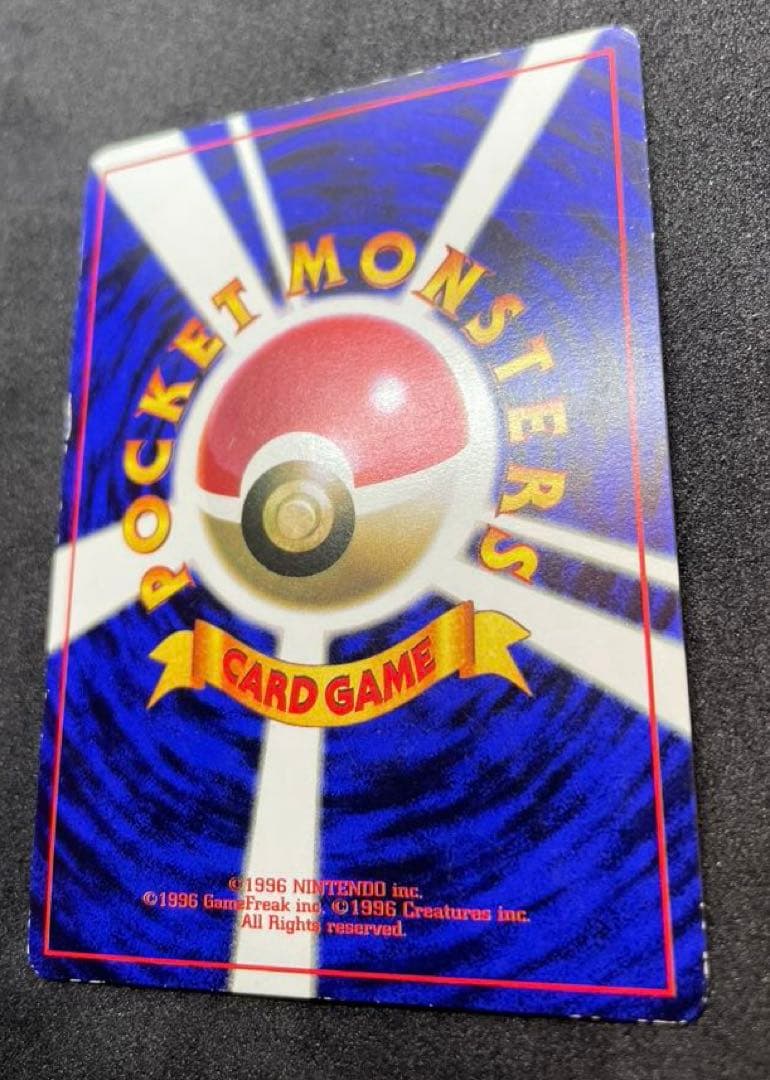 POCKET MONSTERS
CARD GAME
©1996 NINTENDO inc.
©1996 GameFreak inc. ©1996 Creatures inc.
All Rights reserved.